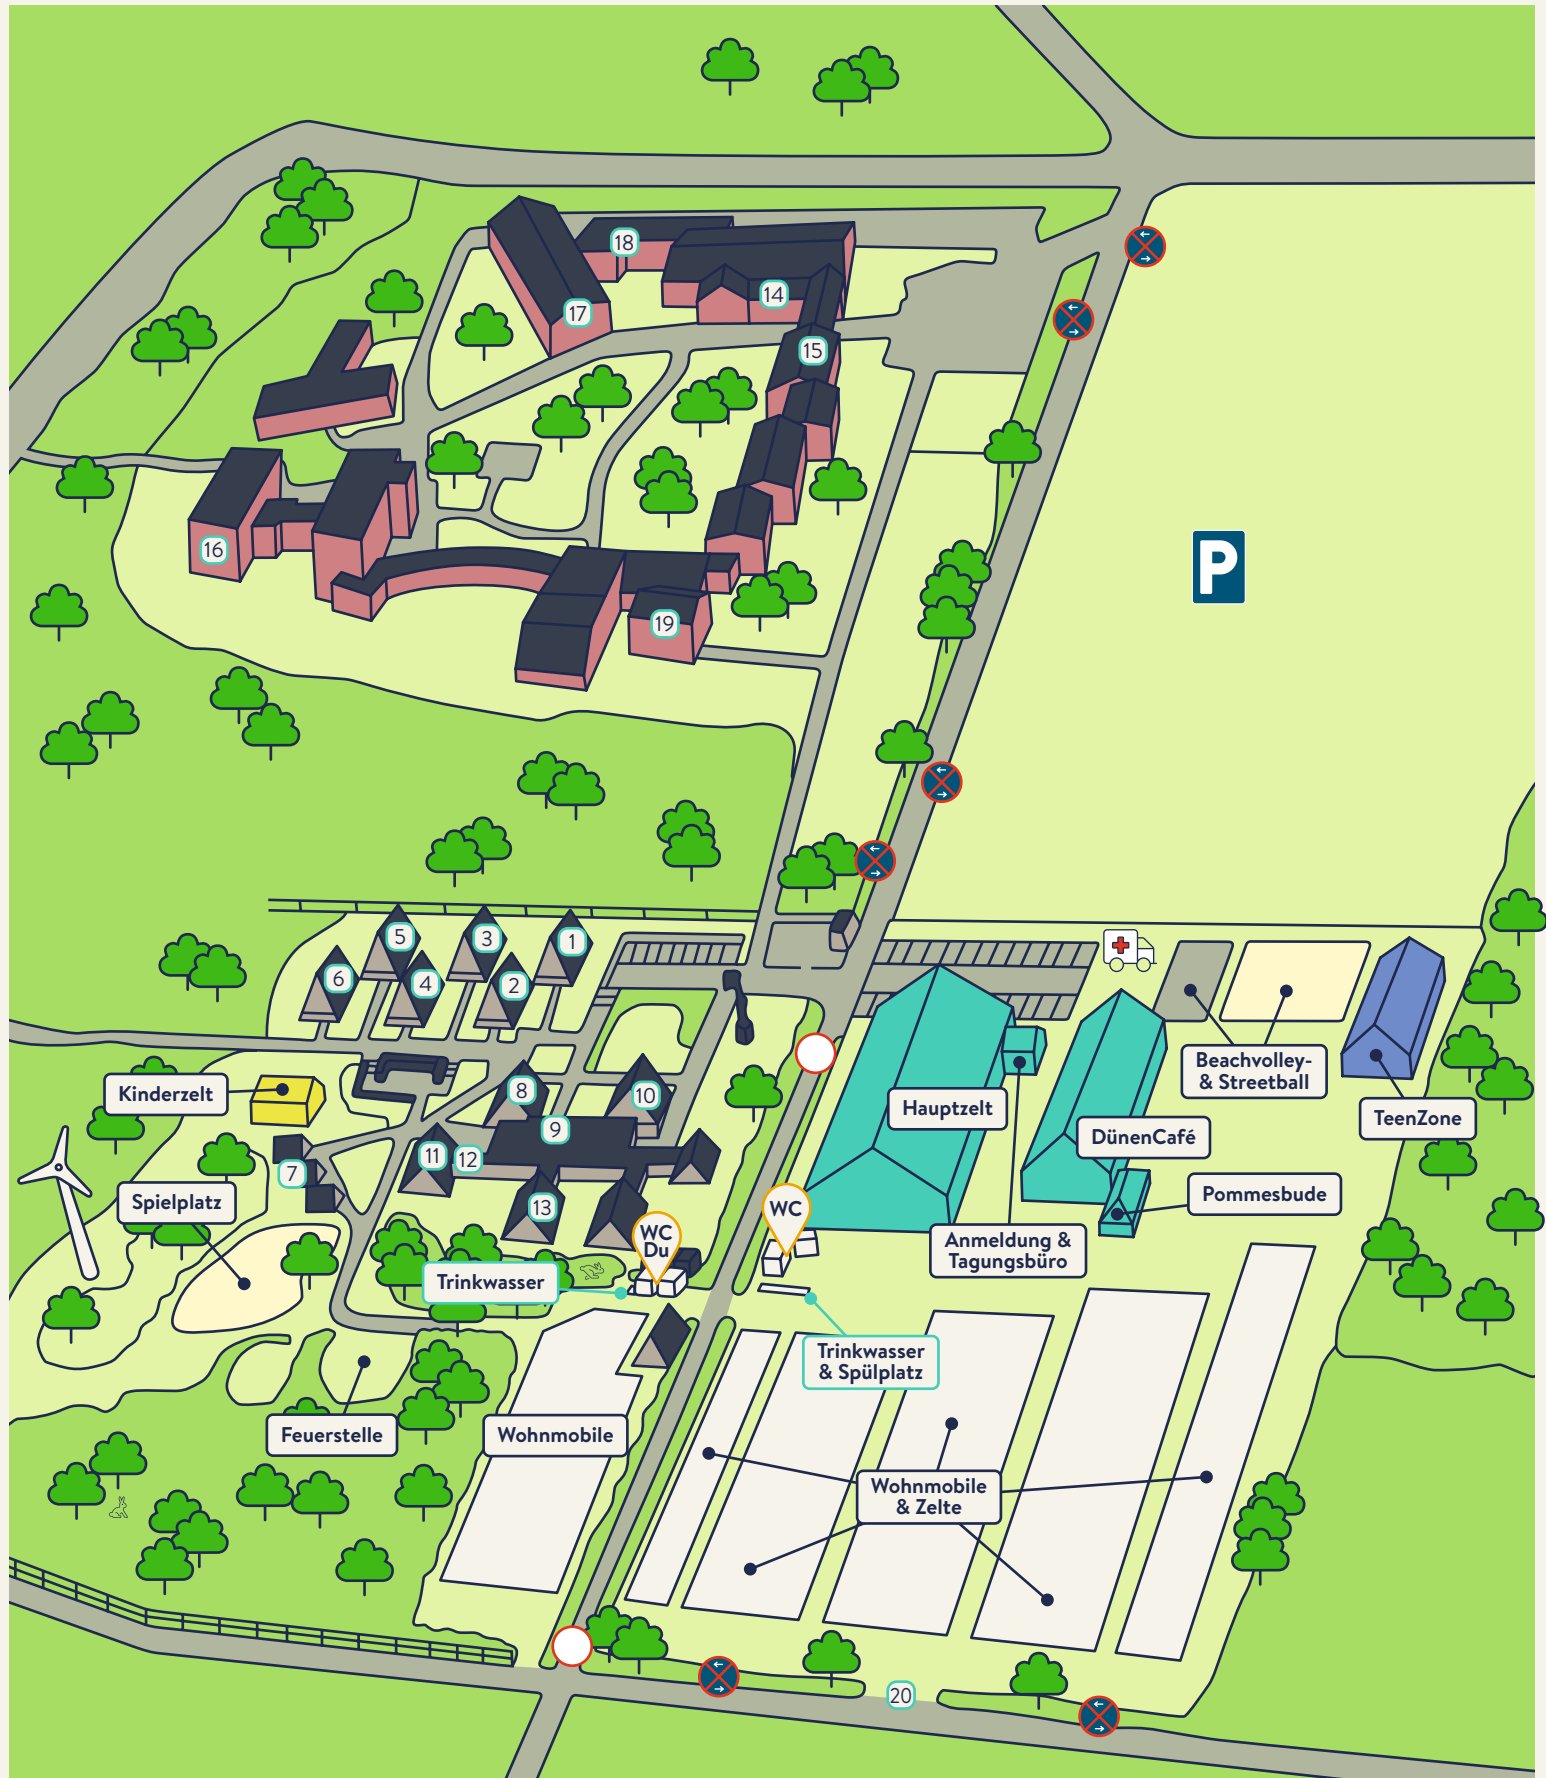 18
14
17
15
P
16
19
5
3
1
6
4
2
Beachvolley-
& Streetball
Kinderzelt
8
10
Hauptzelt
TeenZone
9
DünenCafé
11
12
7
Spielplatz
13
Pommesbude
WC
WC
Du
Anmeldung &
Tagungsbüro
Trinkwasser
Trinkwasser
& Spülplatz
Feuerstelle
Wohnmobile
Wohnmobile
& Zelte
20